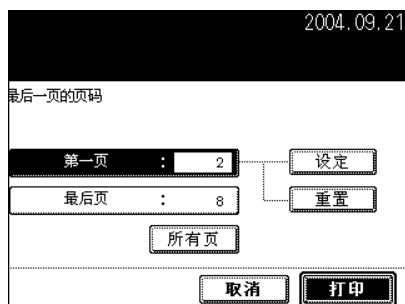 2004.09.21
最后一页的页码
第一页 : 2 设定
最后页 : 8 重置
所有页
取消 打印